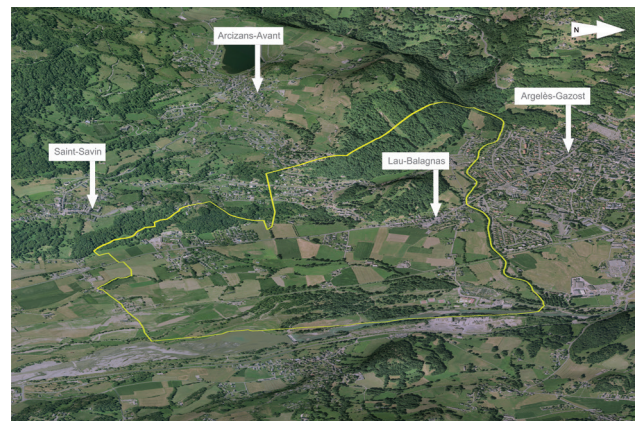 Arcizans-Avant
N
Argelès-Gazost
Saint-Savin
Lau-Balagnas